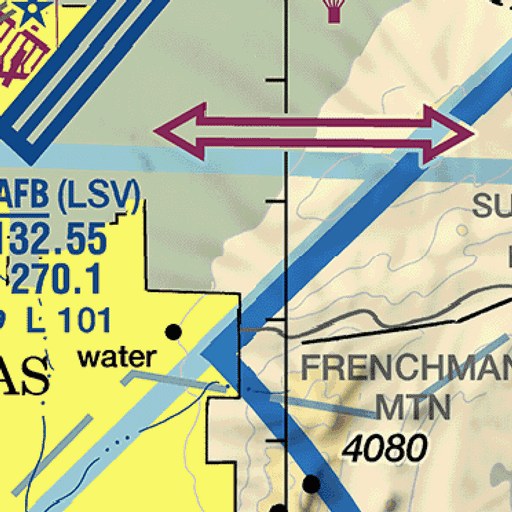 AFB (LSV)
132.55
270.1
L 101
SU
water
AS
FRENCHMAN
MTN
4080